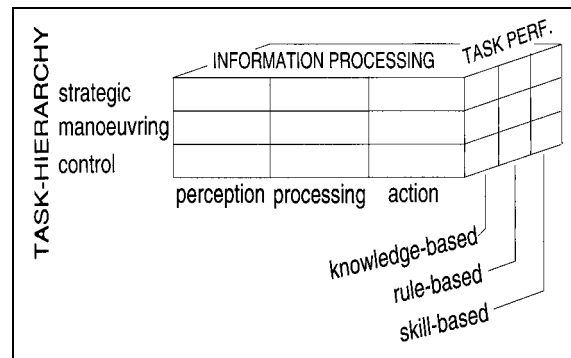 TASK-HIERARCHY
INFORMATION PROCESSING
TASK PERF.
strategic
manoeuvring
control
perception processing action
knowledge-based
rule-based
skill-based